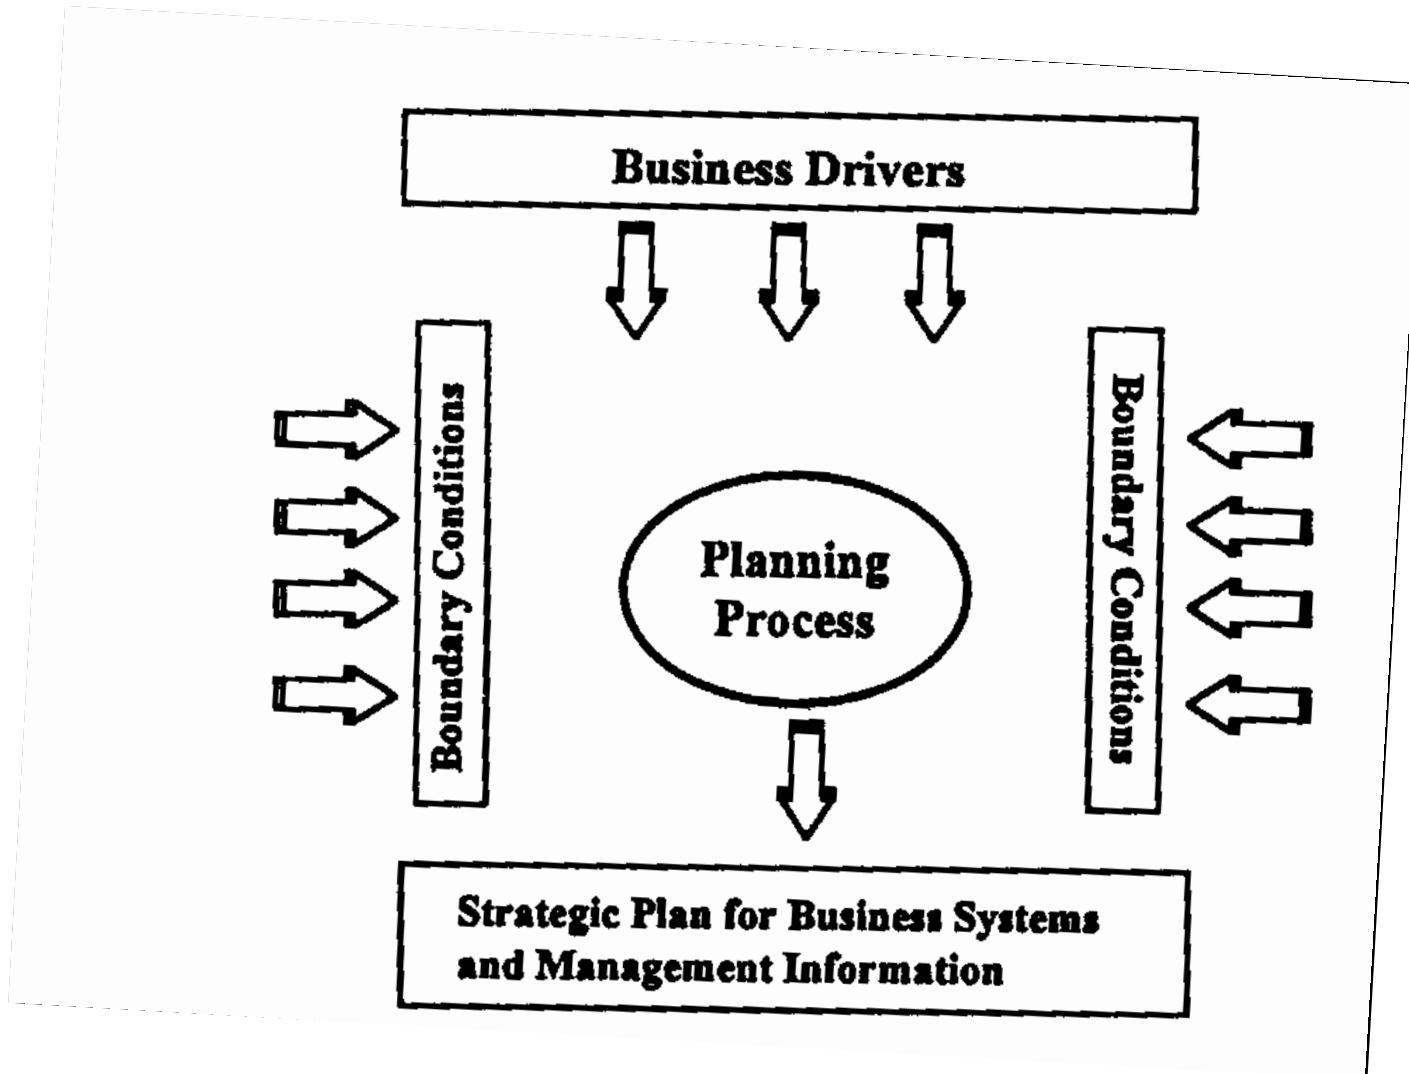 Business Drivers
Boundary Conditions
Boundary Conditions
Planning
Process
Strategic Plan for Business Systems
and Management Information